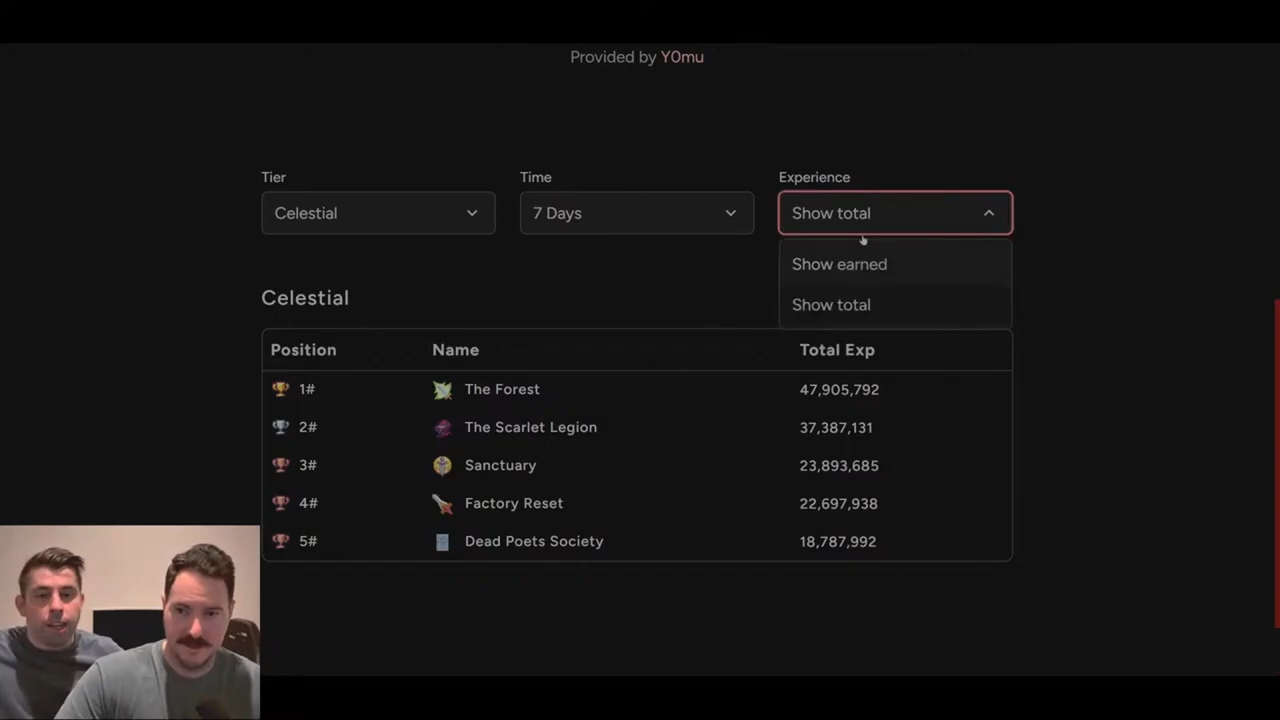 Provided by Y0mu
Tier Time Experience
Celestial 7 Days Show total
Show earned
Show total
Celestial
Position Name Total Exp
1# The Forest 47,905,792
2# The Scarlet Legion 37,387,131
3# Sanctuary 23,893,685
4# Factory Reset 22,697,938
5# Dead Poets Society 18,787,992